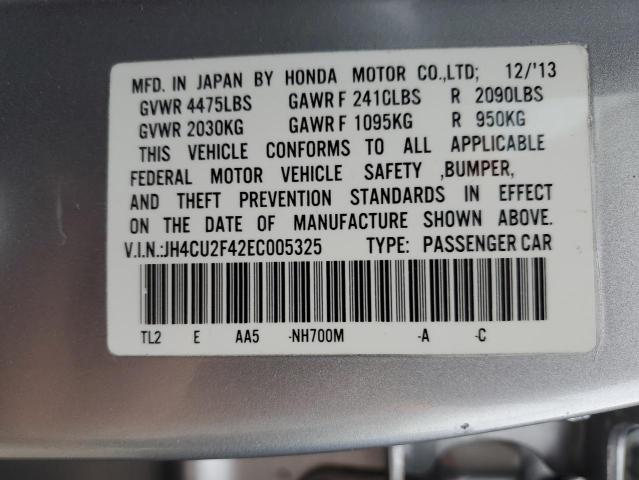 MFD. IN JAPAN BY HONDA MOTOR CO.,LTD; 12/'13
GVWR 4475LBS GAWR F 2410LBS R 2090LBS
GVWR 2030KG GAWR F 1095KG R 950KG
THIS VEHICLE CONFORMS TO ALL APPLICABLE
FEDERAL MOTOR VEHICLE SAFETY ,BUMPER,
AND THEFT PREVENTION STANDARDS IN EFFECT
ON THE DATE OF MANUFACTURE SHOWN ABOVE.
V.I.N.:JH4CU2F42EC005325 TYPE: PASSENGER CAR
TL2 E AA5 -NH700M -A -C